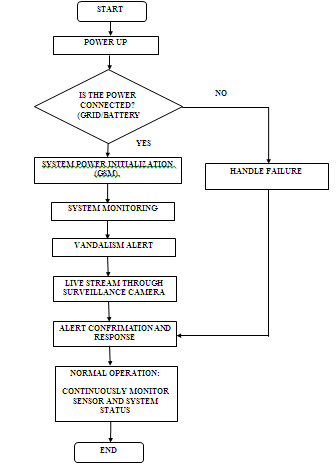 START
POWER UP
IS THE POWER
CONNECTED?
(GRID/BATTERY
NO
YES
SYSTEM POWER INITIALIZATION
(GSM).
HANDLE FAILURE
SYSTEM MONITORING
VANDALISM ALERT
LIVE STREAM THROUGH
SURVEILLANCE CAMERA
ALERT CONFRIMATION AND
RESPONSE
NORMAL OPERATION:
CONTINUOUSLY MONITOR
SENSOR AND SYSTEM
STATUS
END